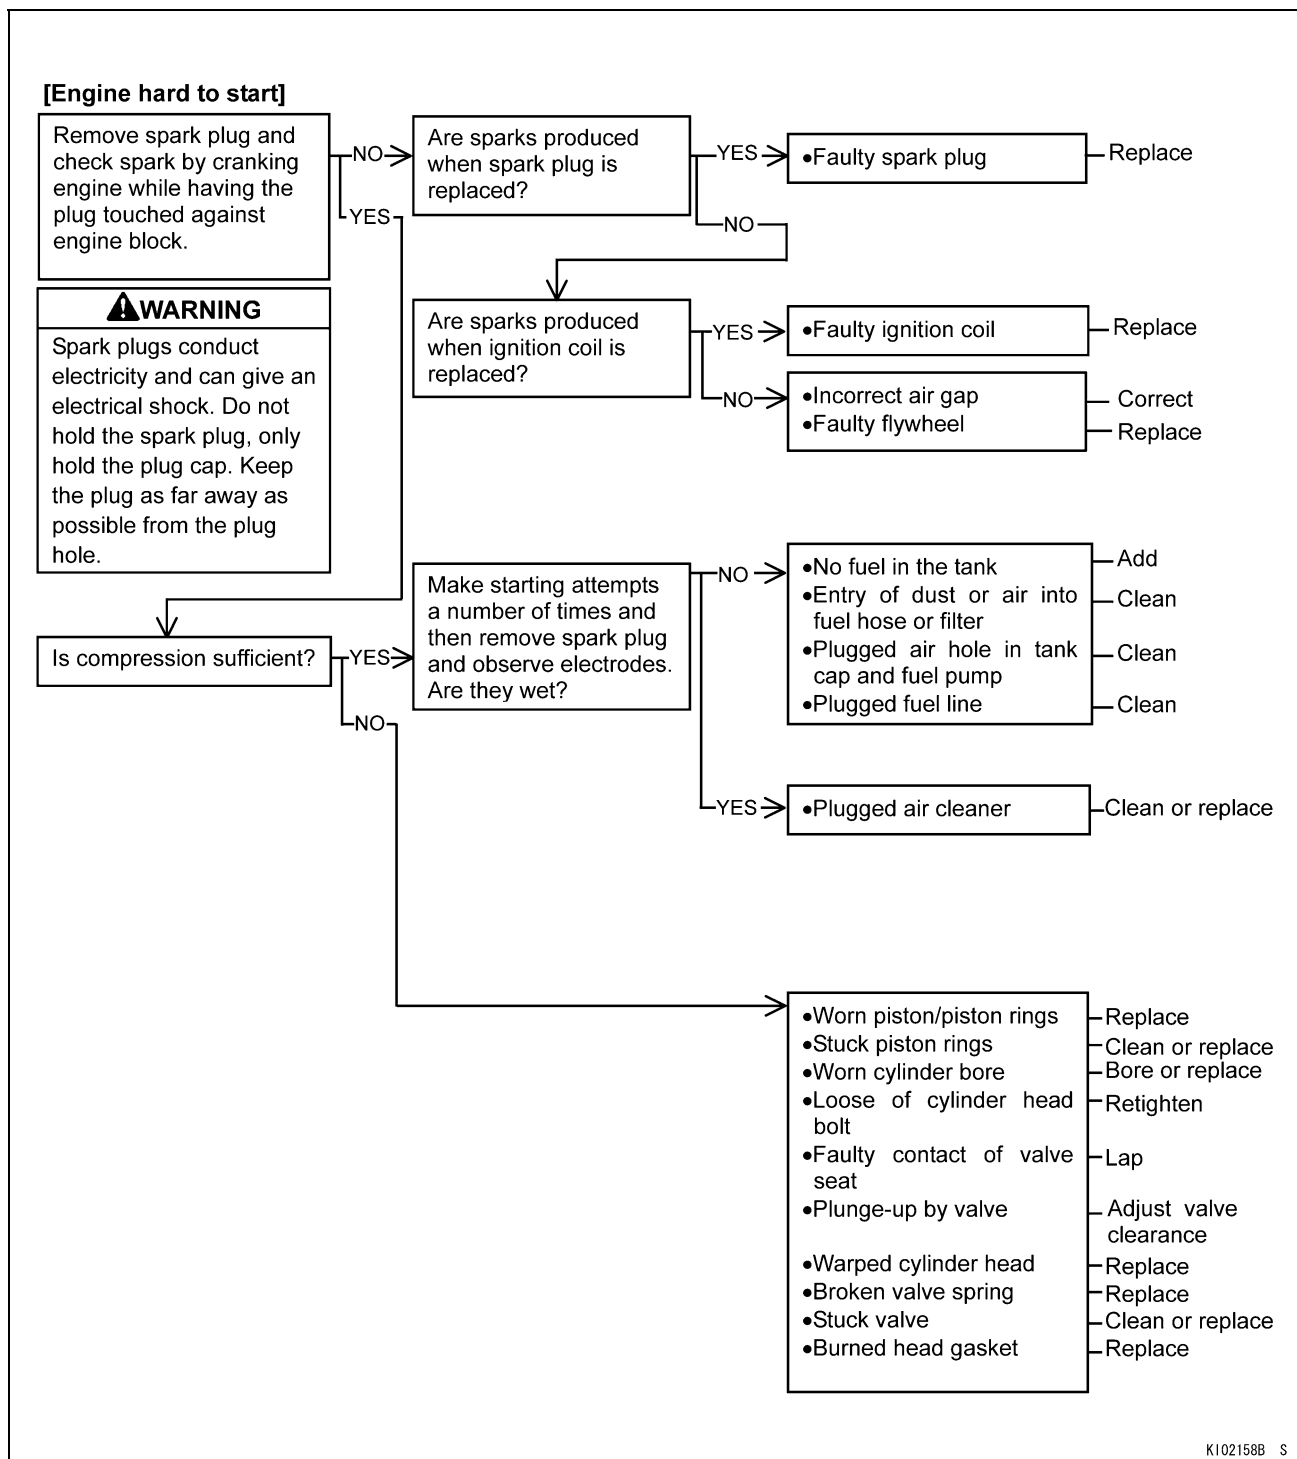 [Engine hard to start]
Remove spark plug and
check spark by cranking
engine while having the
plug touched against
engine block.
NO
YES
Are sparks produced
when spark plug is
replaced?
YES
•Faulty spark plug
Replace
NO
WARNING
Spark plugs conduct
electricity and can give an
electrical shock. Do not
hold the spark plug, only
hold the plug cap. Keep
the plug as far away as
possible from the plug
hole.
Are sparks produced
when ignition coil is
replaced?
YES
•Faulty ignition coil
Replace
NO
•Incorrect air gap
Correct
•Faulty flywheel
Replace
Is compression sufficient?
YES
NO
Make starting attempts
a number of times and
then remove spark plug
and observe electrodes.
Are they wet?
NO
•No fuel in the tank
Add
•Entry of dust or air into
fuel hose or filter
Clean
•Plugged air hole in tank
cap and fuel pump
Clean
•Plugged fuel line
Clean
YES
•Plugged air cleaner
Clean or replace
•Worn piston/piston rings
Replace
•Stuck piston rings
Clean or replace
•Worn cylinder bore
Bore or replace
•Loose of cylinder head
bolt
Retighten
•Faulty contact of valve
seat
Lap
•Plunge-up by valve
Adjust valve
clearance
•Warped cylinder head
Replace
•Broken valve spring
Replace
•Stuck valve
Clean or replace
•Burned head gasket
Replace
KI02158B S